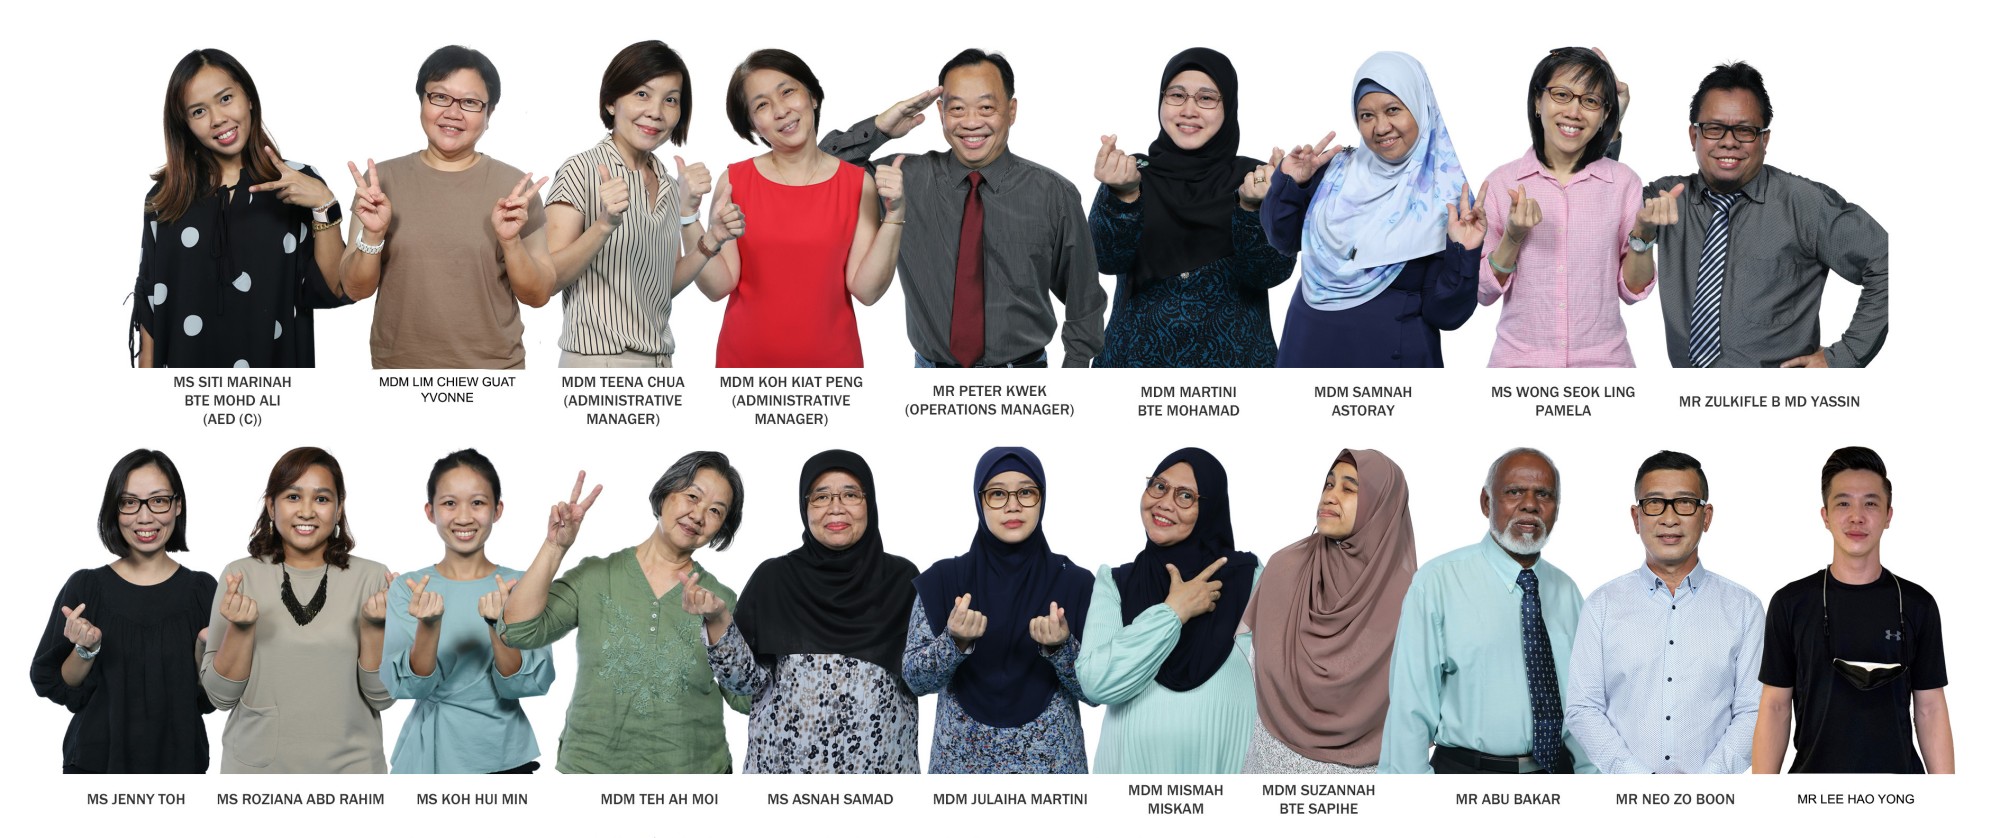 MS SITI MARINAH
BTE MOHD ALI
(AED (C))
MDM LIM CHIEW GUAT
YVONNE
MDM TEENA CHUA
(ADMINISTRATIVE
MANAGER)
MDM KOH KIAT PENG
(ADMINISTRATIVE
MANAGER)
MR PETER KWEK
(OPERATIONS MANAGER)
MDM MARTINI
BTE MOHAMAD
MDM SAMNAH
ASTORAY
MS WONG SEOK LING
PAMELA
MR ZULKIFLE B MD YASSIN
MS JENNY TOH
MS ROZIANA ABD RAHIM
MS KOH HUI MIN
MDM TEH AH MOI
MS ASNAH SAMAD
MDM JULAIHA MARTINI
MDM MISMAH
MISKAM
MDM SUZANNAH
BTE SAPIHE
MR ABU BAKAR
MR NEO ZO BOON
MR LEE HAO YONG